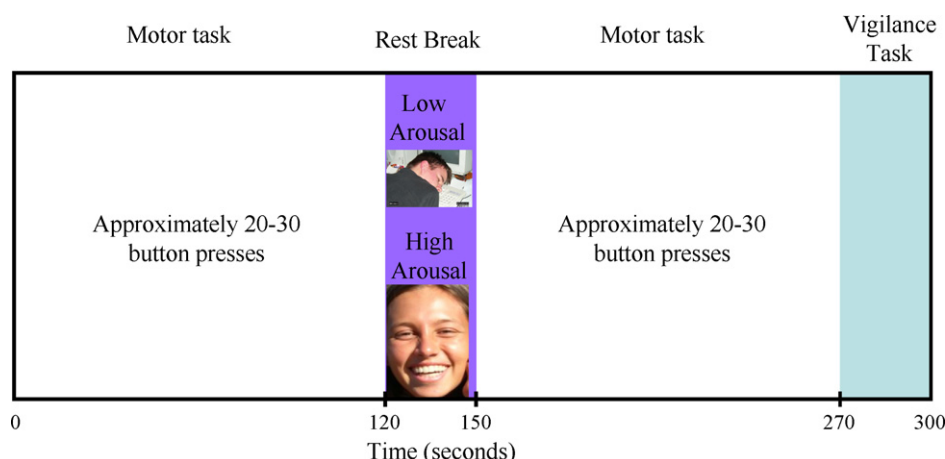 Motor task
Rest Break
Motor task
Vigilance
Task
Low
Arousal
Approximately 20-30
button presses
High
Arousal
Approximately 20-30
button presses
0
120
150
270
300
Time (seconds)